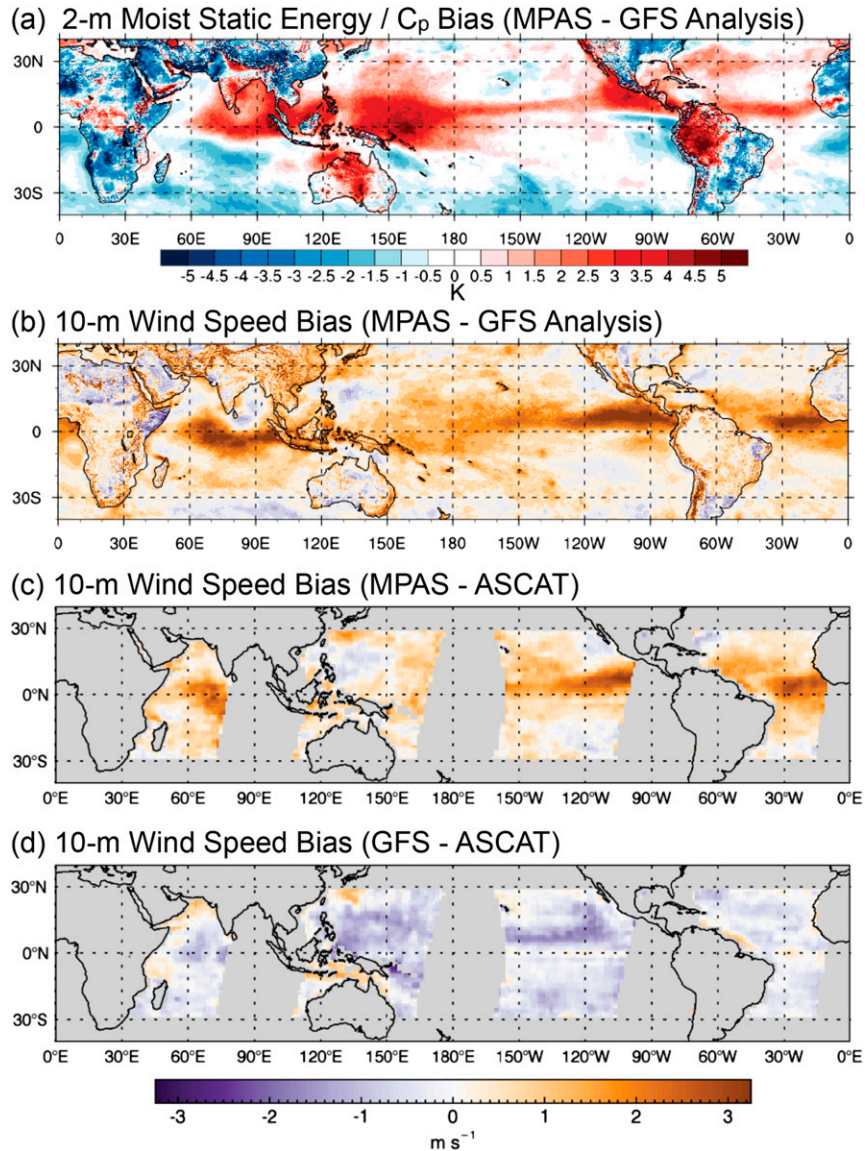 (a) 2-m Moist Static Energy / Cp Bias (MPAS - GFS Analysis)
30N
0
30S
0 30E 60E 90E 120E 150E 180 150W 120W 90W 60W 30W 0
-5 -4.5 -4 -3.5 -3 -2.5 -2 -1.5 -1 -0.5 0 0.5 1 1.5 2 2.5 3 3.5 4 4.5 5
K
(b) 10-m Wind Speed Bias (MPAS - GFS Analysis)
30N
0
30S
0 30E 60E 90E 120E 150E 180 150W 120W 90W 60W 30W 0
(c) 10-m Wind Speed Bias (MPAS - ASCAT)
30°N
0°N
30°S
0°E 30°E 60°E 90°E 120°E 150°E 180°E 150°W 120°W 90°W 60°W 30°W 0°E
(d) 10-m Wind Speed Bias (GFS - ASCAT)
30°N
0°N
30°S
0°E 30°E 60°E 90°E 120°E 150°E 180°E 150°W 120°W 90°W 60°W 30°W 0°E
-3 -2 -1 0 1 2 3
m s⁻¹